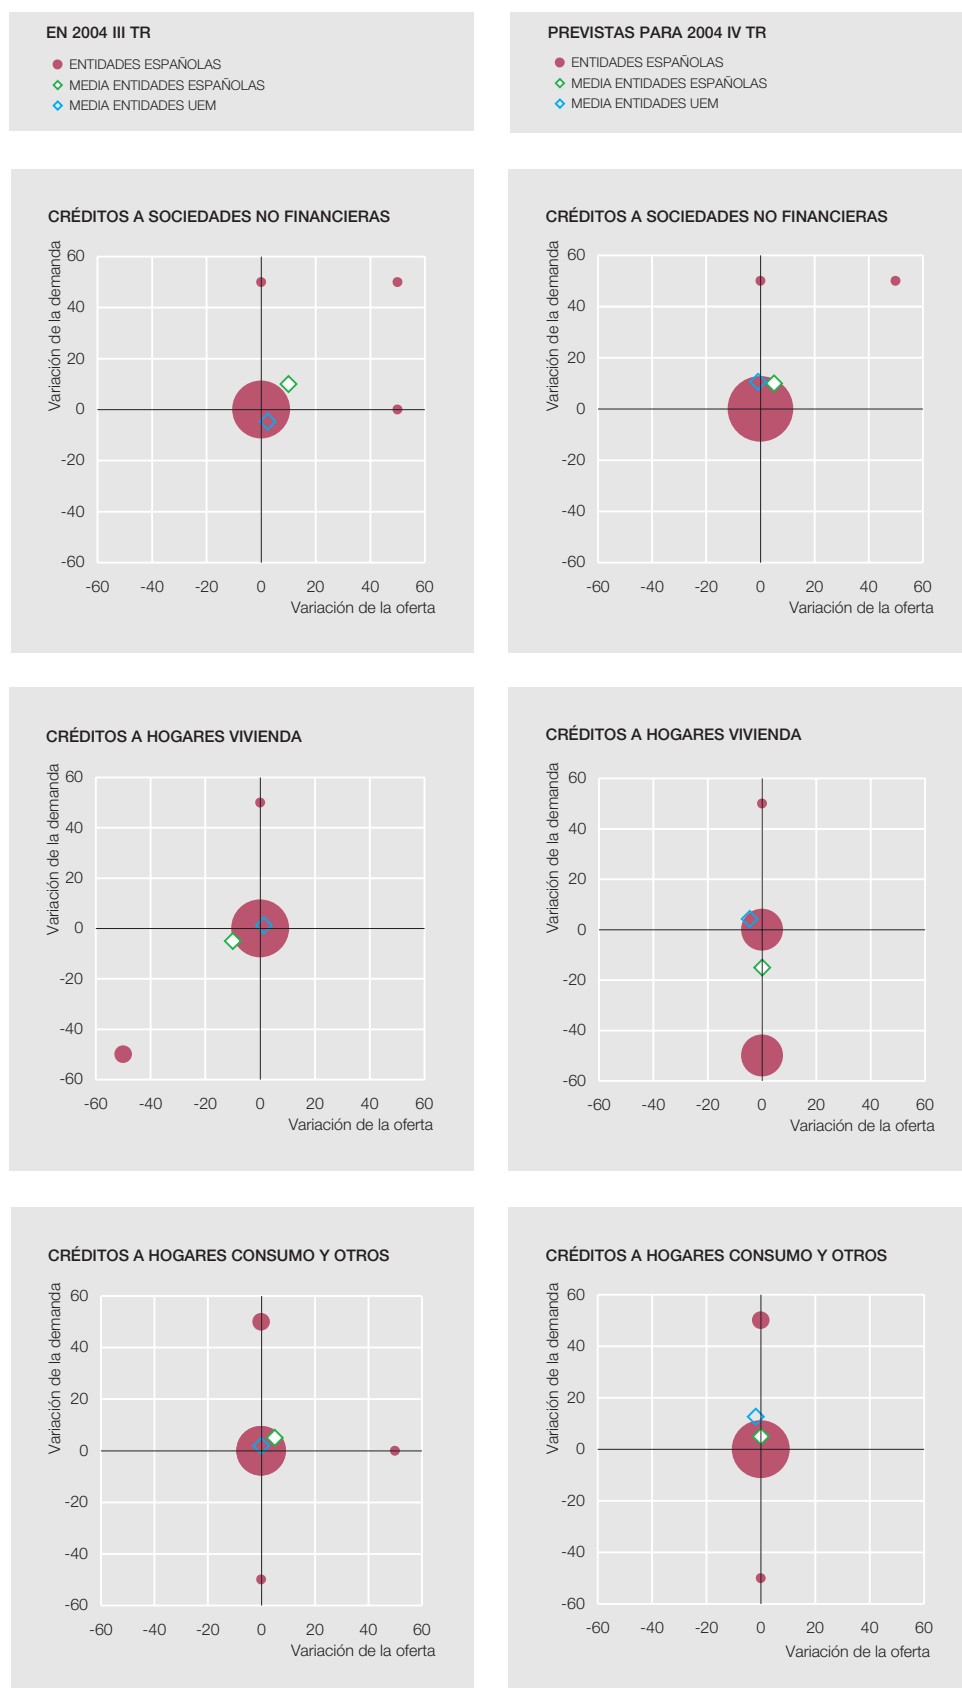 EN 2004 III TR
ENTIDADES ESPAÑOLAS
MEDIA ENTIDADES ESPAÑOLAS
MEDIA ENTIDADES UEM
PREVISTAS PARA 2004 IV TR
ENTIDADES ESPAÑOLAS
MEDIA ENTIDADES ESPAÑOLAS
MEDIA ENTIDADES UEM
CRÉDITOS A SOCIEDADES NO FINANCIERAS
Variación de la demanda
60
40
20
0
-20
-40
-60
-60 -40 -20 0 20 40 60
Variación de la oferta
CRÉDITOS A SOCIEDADES NO FINANCIERAS
Variación de la demanda
60
40
20
0
-20
-40
-60
-60 -40 -20 0 20 40 60
Variación de la oferta
CRÉDITOS A HOGARES VIVIENDA
Variación de la demanda
60
40
20
0
-20
-40
-60
-60 -40 -20 0 20 40 60
Variación de la oferta
CRÉDITOS A HOGARES VIVIENDA
Variación de la demanda
60
40
20
0
-20
-40
-60
-60 -40 -20 0 20 40 60
Variación de la oferta
CRÉDITOS A HOGARES CONSUMO Y OTROS
Variación de la demanda
60
40
20
0
-20
-40
-60
-60 -40 -20 0 20 40 60
Variación de la oferta
CRÉDITOS A HOGARES CONSUMO Y OTROS
Variación de la demanda
60
40
20
0
-20
-40
-60
-60 -40 -20 0 20 40 60
Variación de la oferta